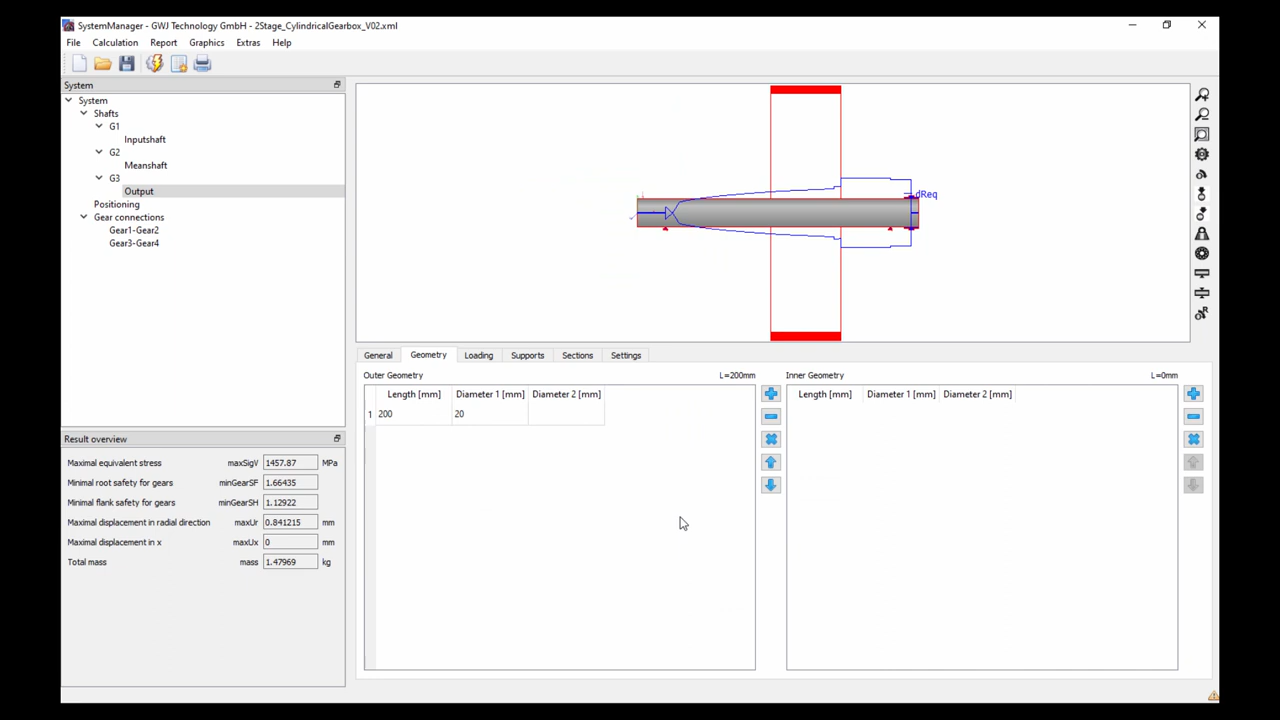 SystemManager - GWJ Technology GmbH - 2Stage_CylindricalGearbox_V02.xml
File Calculation Report Graphics Extras Help
System
System
Shafts
G1
Inputshaft
G2
Meanshaft
G3
Output
Positioning
Gear connections
Gear1-Gear2
Gear3-Gear4
Result overview
Maximal equivalent stress maxSigV 1457.87 MPa
Minimal root safety for gears minGearSF 1.66435
Minimal flank safety for gears minGearSH 1.12922
Maximal displacement in radial direction maxUr 0.841215 mm
Maximal displacement in x maxUx 0 mm
Total mass mass 1.47969 kg
dReq
General Geometry Loading Supports Sections Settings
Outer Geometry L=200mm
Length [mm] Diameter 1 [mm] Diameter 2 [mm]
1 200 20
Inner Geometry L=0mm
Length [mm] Diameter 1 [mm] Diameter 2 [mm]